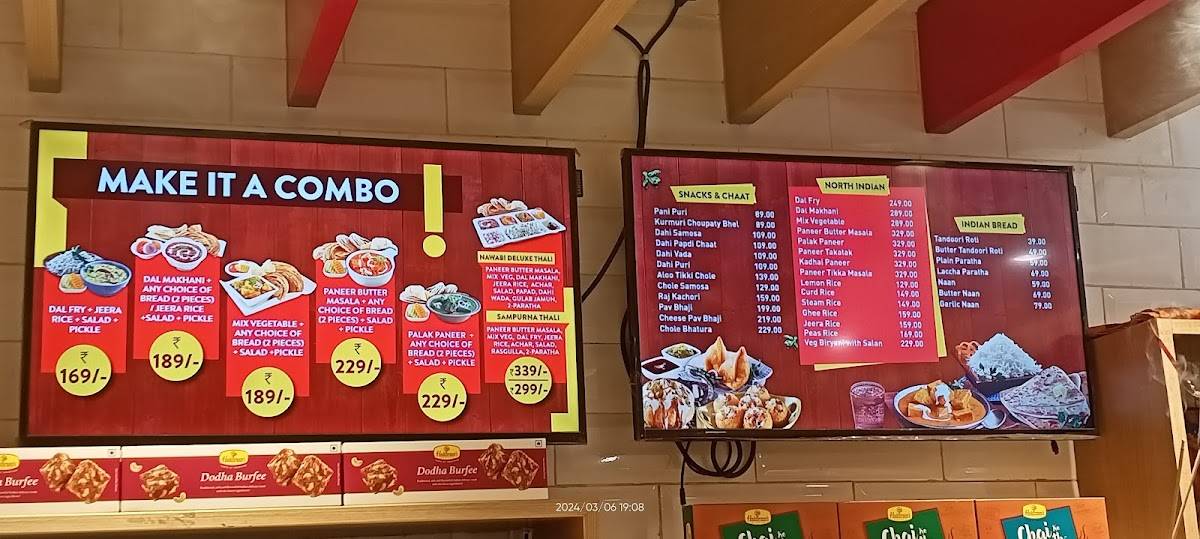 MAKE IT A COMBO
!
DAL FRY + JEERA
RICE + SALAD +
PICKLE
₹
169/-
DAL MAKHANI +
ANY CHOICE OF
BREAD (2 PIECES)
/ JEERA RICE
+SALAD + PICKLE
₹
189/-
MIX VEGETABLE +
ANY CHOICE OF
BREAD (2 PIECES)
+ SALAD +PICKLE
₹
189/-
PANEER BUTTER
MASALA + ANY
CHOICE OF BREAD
(2 PIECES) + SALAD
+ PICKLE
₹
229/-
PALAK PANEER +
ANY CHOICE OF
BREAD (2 PIECES)
+ SALAD + PICKLE
₹
229/-
NAWABI DELUXE THALI
PANEER BUTTER MASALA,
MIX VEG, DAL MAKHANI,
JEERA RICE, ACHAR,
SALAD, PAPAD, DAHI
WADA, GULAB JAMUN,
2-PARATHA
SAMPURNA THALI
PANEER BUTTER MASALA,
MIX VEG, DAL FRY, JEERA
RICE, ACHAR, SALAD,
RASGULLA, 2-PARATHA
₹339/-
₹299/-
SNACKS & CHAAT
Pani Puri 89.00
Kurmuri Choupaty Bhel 89.00
Dahi Samosa 109.00
Dahi Papdi Chaat 109.00
Dahi Vada 109.00
Dahi Puri 109.00
Aloo Tikki Chole 139.00
Chole Samosa 129.00
Raj Kachori 159.00
Pav Bhaji 199.00
Cheese Pav Bhaji 219.00
Chole Bhatura 229.00
NORTH INDIAN
Dal Fry 249.00
Dal Makhani 289.00
Mix Vegetable 289.00
Paneer Butter Masala 329.00
Palak Paneer 329.00
Paneer Takatak 329.00
Kadhai Paneer 329.00
Paneer Tikka Masala 329.00
Lemon Rice 129.00
Curd Rice 149.00
Steam Rice 149.00
Ghee Rice 159.00
Jeera Rice 159.00
Peas Rice 169.00
Veg Biryani with Salan 229.00
INDIAN BREAD
Tandoori Roti 39.00
Butter Tandoori Roti 49.00
Plain Paratha 59.00
Laccha Paratha 69.00
Naan 59.00
Butter Naan 69.00
Garlic Naan 79.00
Burfee
Dodha Burfee
Dodha Burfee
2024/03/06 19:08
Haldiram's
Chai
Haldiram's
Chai
Haldiram's
Chai